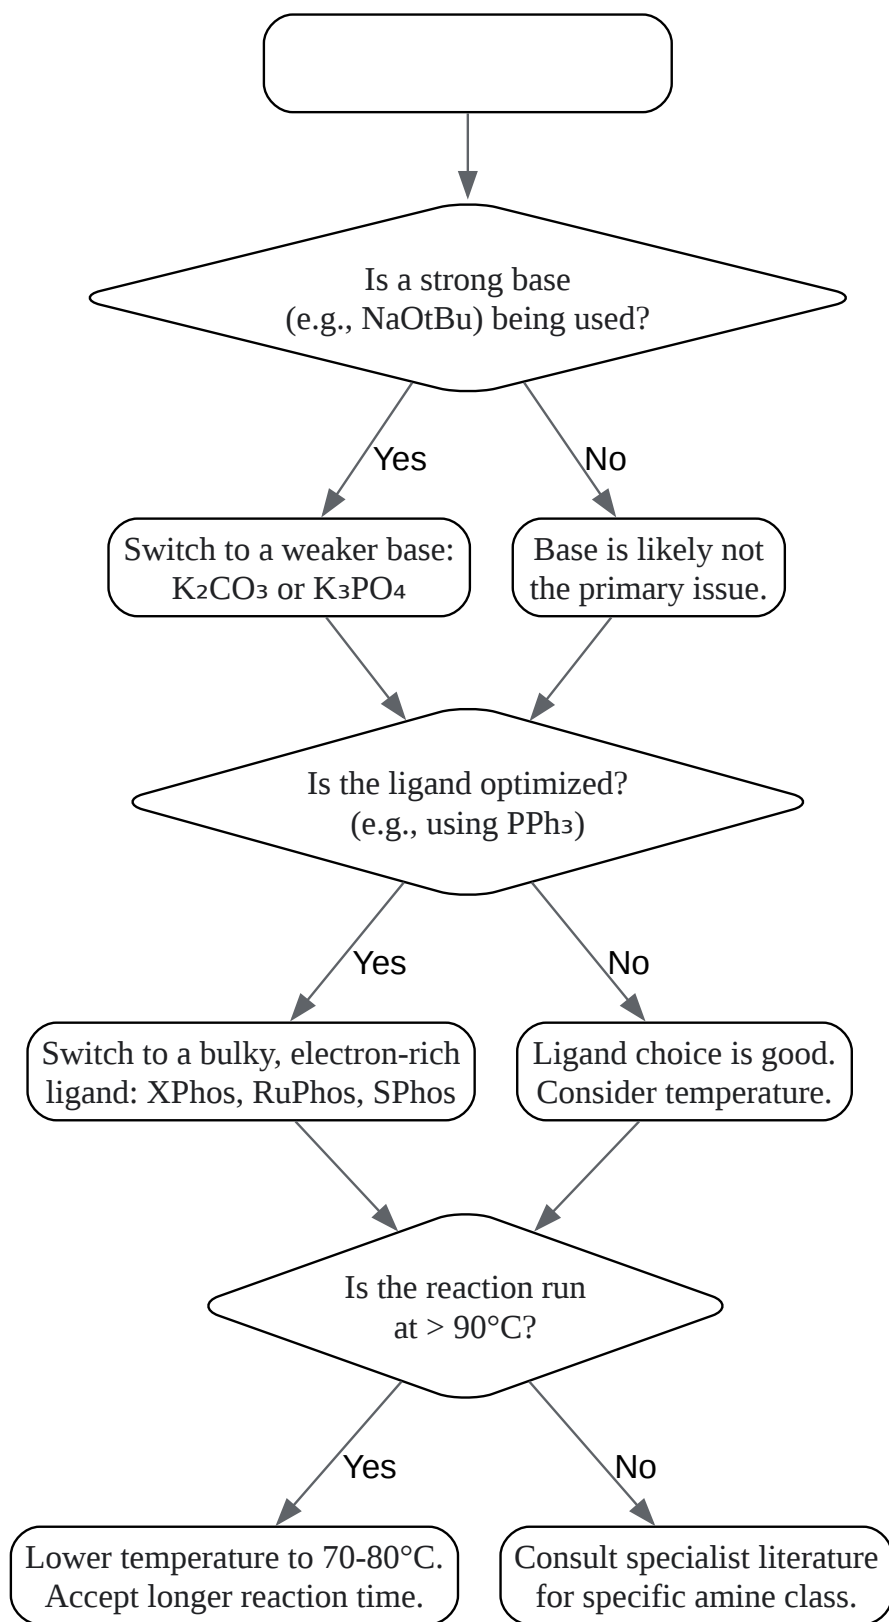 Is a strong base
(e.g., NaOtBu) being used?
Yes
No
Switch to a weaker base:
K₂CO₃ or K₃PO₄
Base is likely not
the primary issue.
Is the ligand optimized?
(e.g., using PPh₃)
Yes
No
Switch to a bulky, electron-rich
ligand: XPhos, RuPhos, SPhos
Ligand choice is good.
Consider temperature.
Is the reaction run
at > 90°C?
Yes
No
Lower temperature to 70-80°C.
Accept longer reaction time.
Consult specialist literature
for specific amine class.